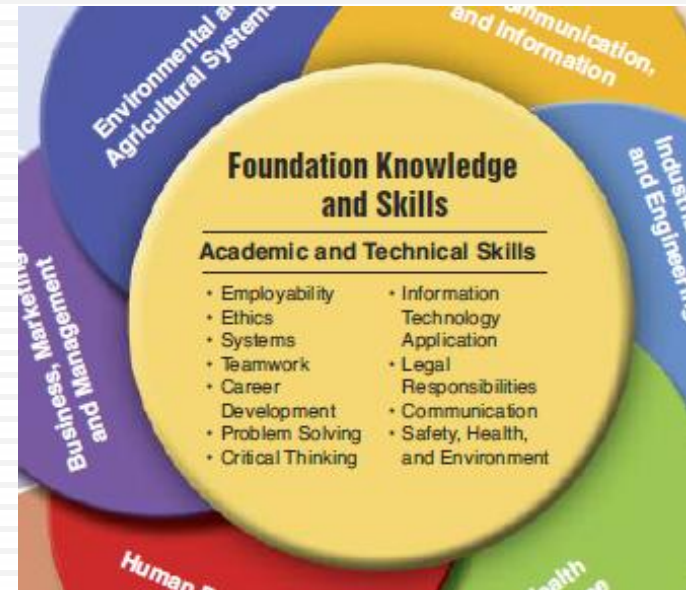 Environmental
Agricultural Systems
and Information
and Engineering
Business, Marketing,
and Management
Human
Foundation Knowledge
and Skills
Academic and Technical Skills
• Employability
• Ethics
• Systems
• Teamwork
• Career
Development
• Problem Solving
• Critical Thinking
• Information
Technology
Application
• Legal
Responsibilities
• Communication
• Safety, Health,
and Environment